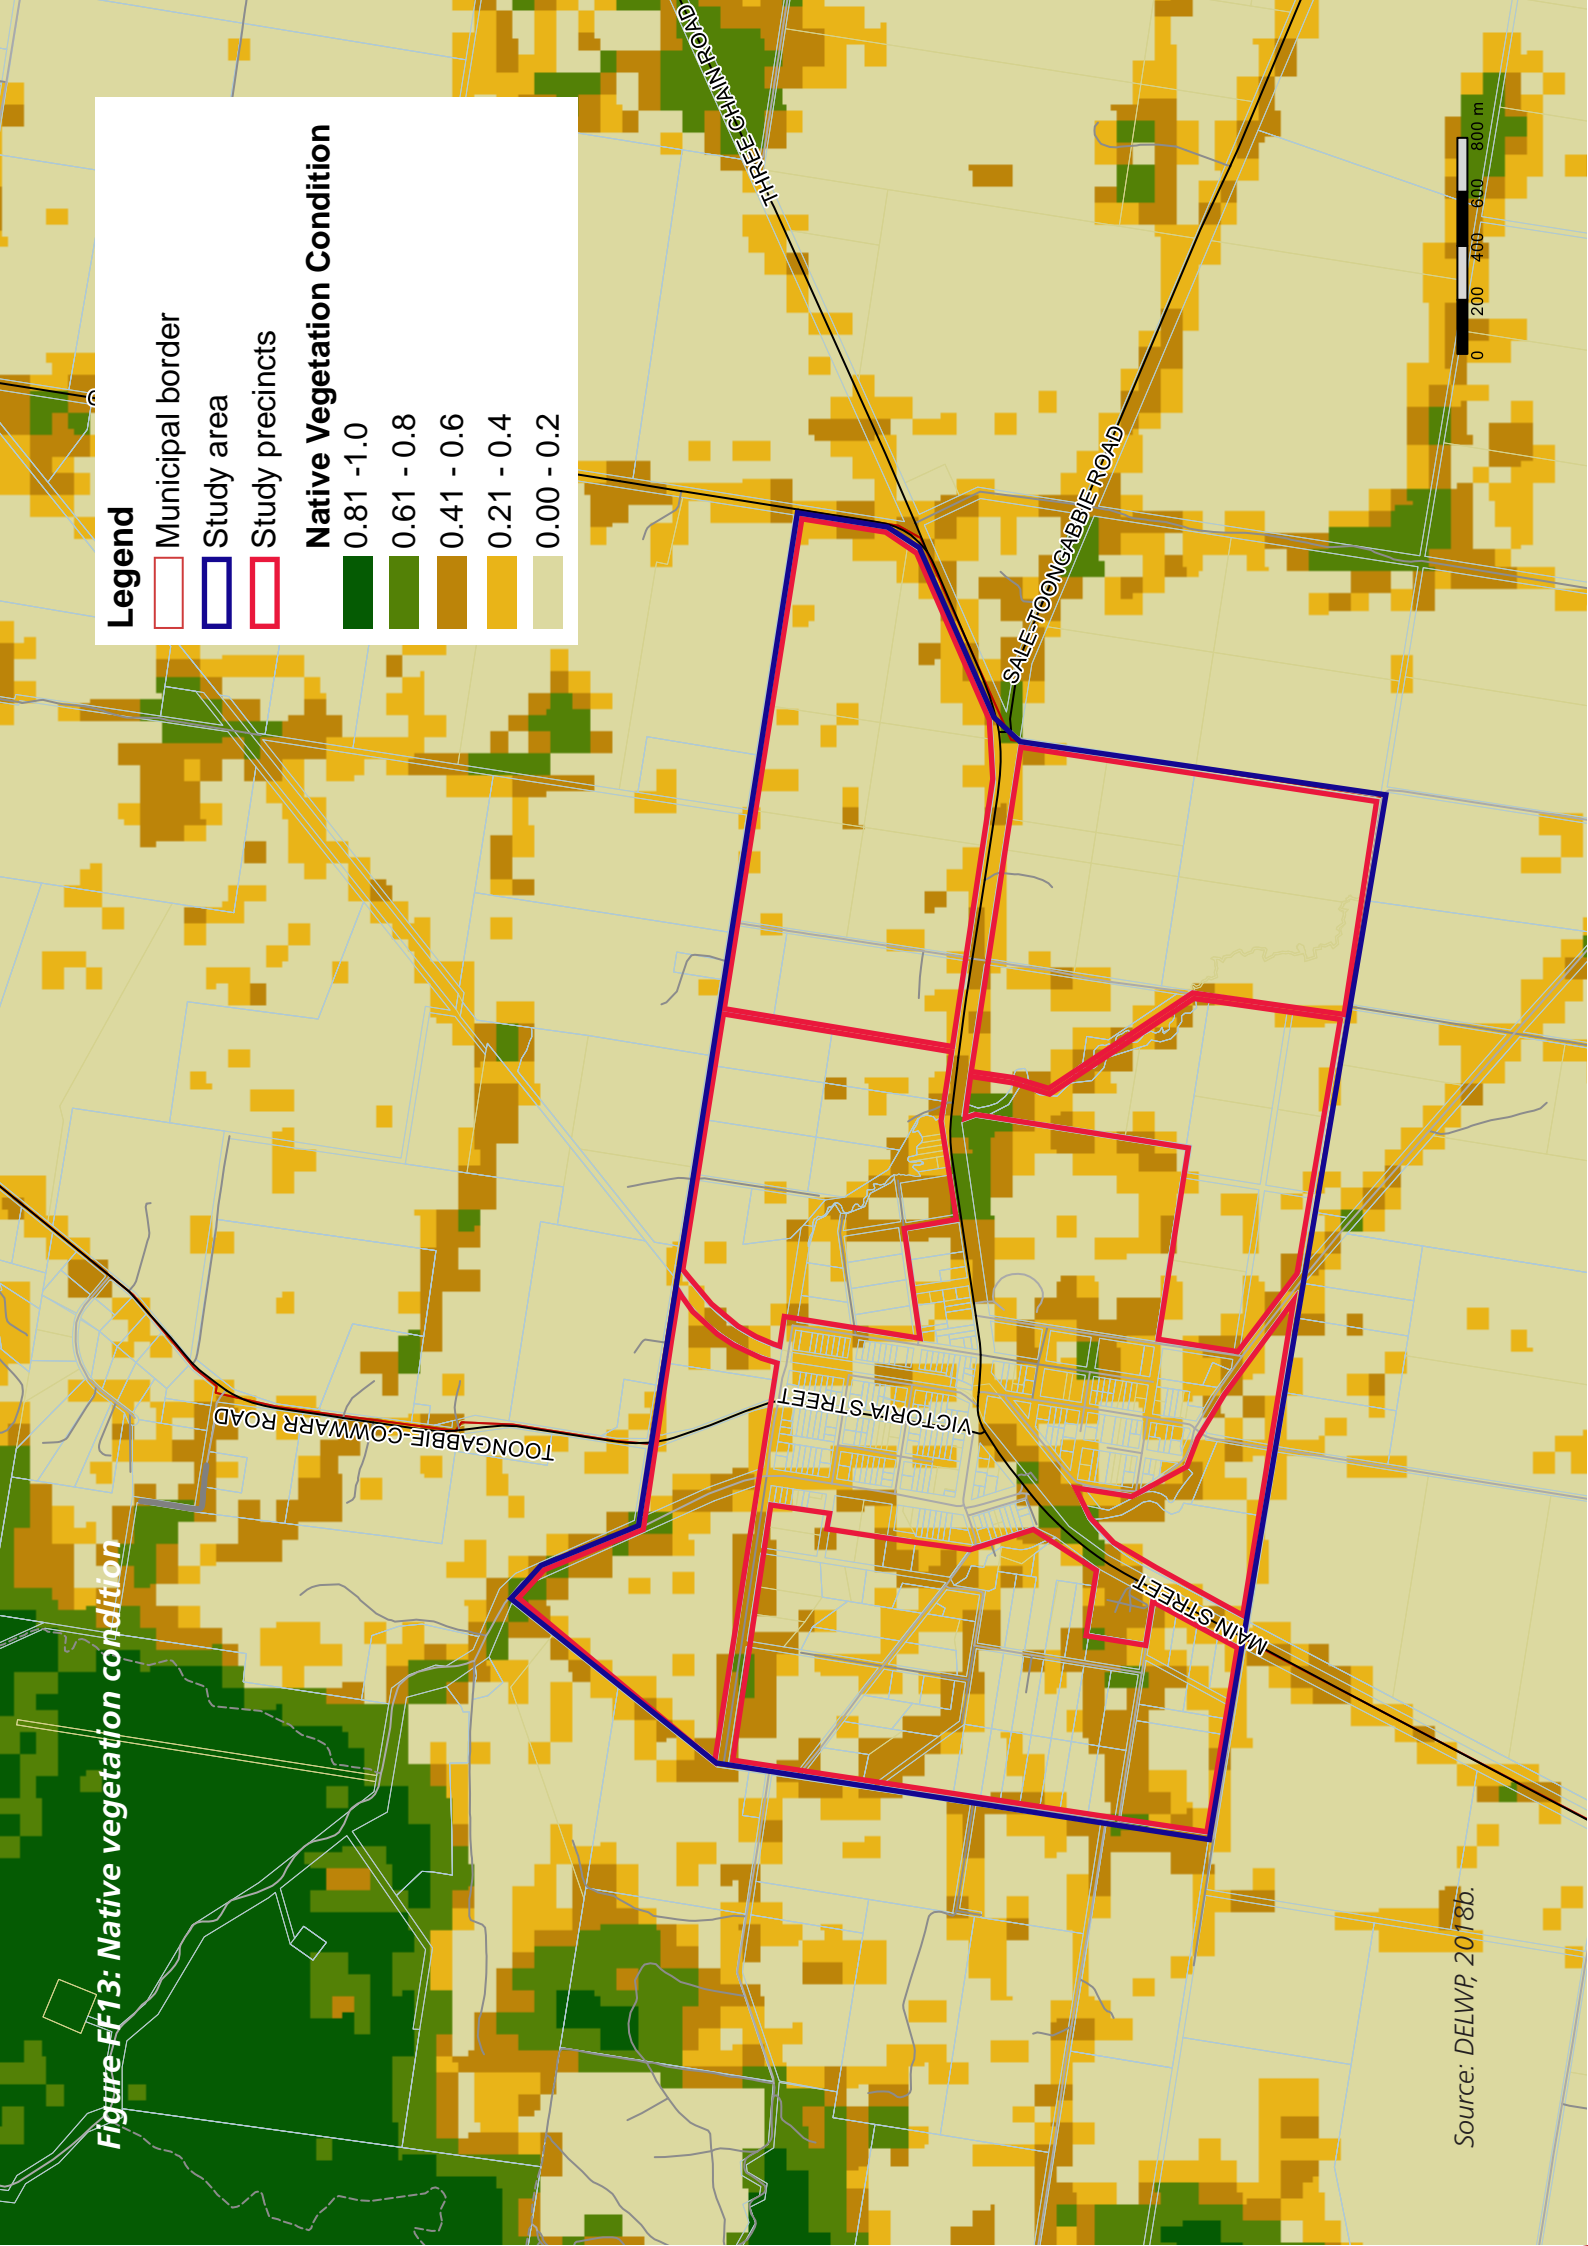 Figure FF13: Native vegetation condition
Legend
Municipal border
Study area
Study precincts
Native Vegetation Condition
0.81 -1.0
0.61 - 0.8
0.41 - 0.6
0.21 - 0.4
0.00 - 0.2
TOONGABBIE-COWWARR ROAD
THREE CHAIN ROAD
VICTORIA STREET
SALE-TOONGABBIE-ROAD
MAIN STREET
Source: DELWP, 2018b.
0 200 400 600 800 m